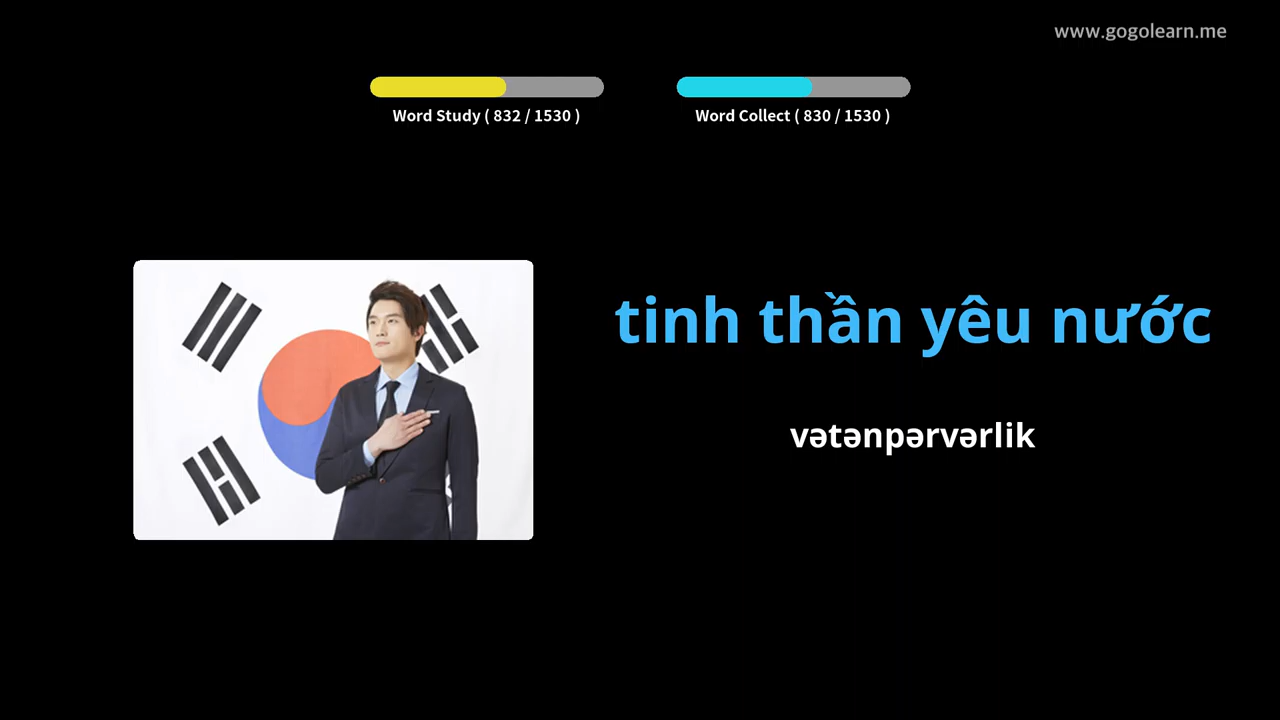 www.gogolearn.me
Word Study ( 832 / 1530 )
Word Collect ( 830 / 1530 )
tinh thần yêu nước
vətənpərvərlik